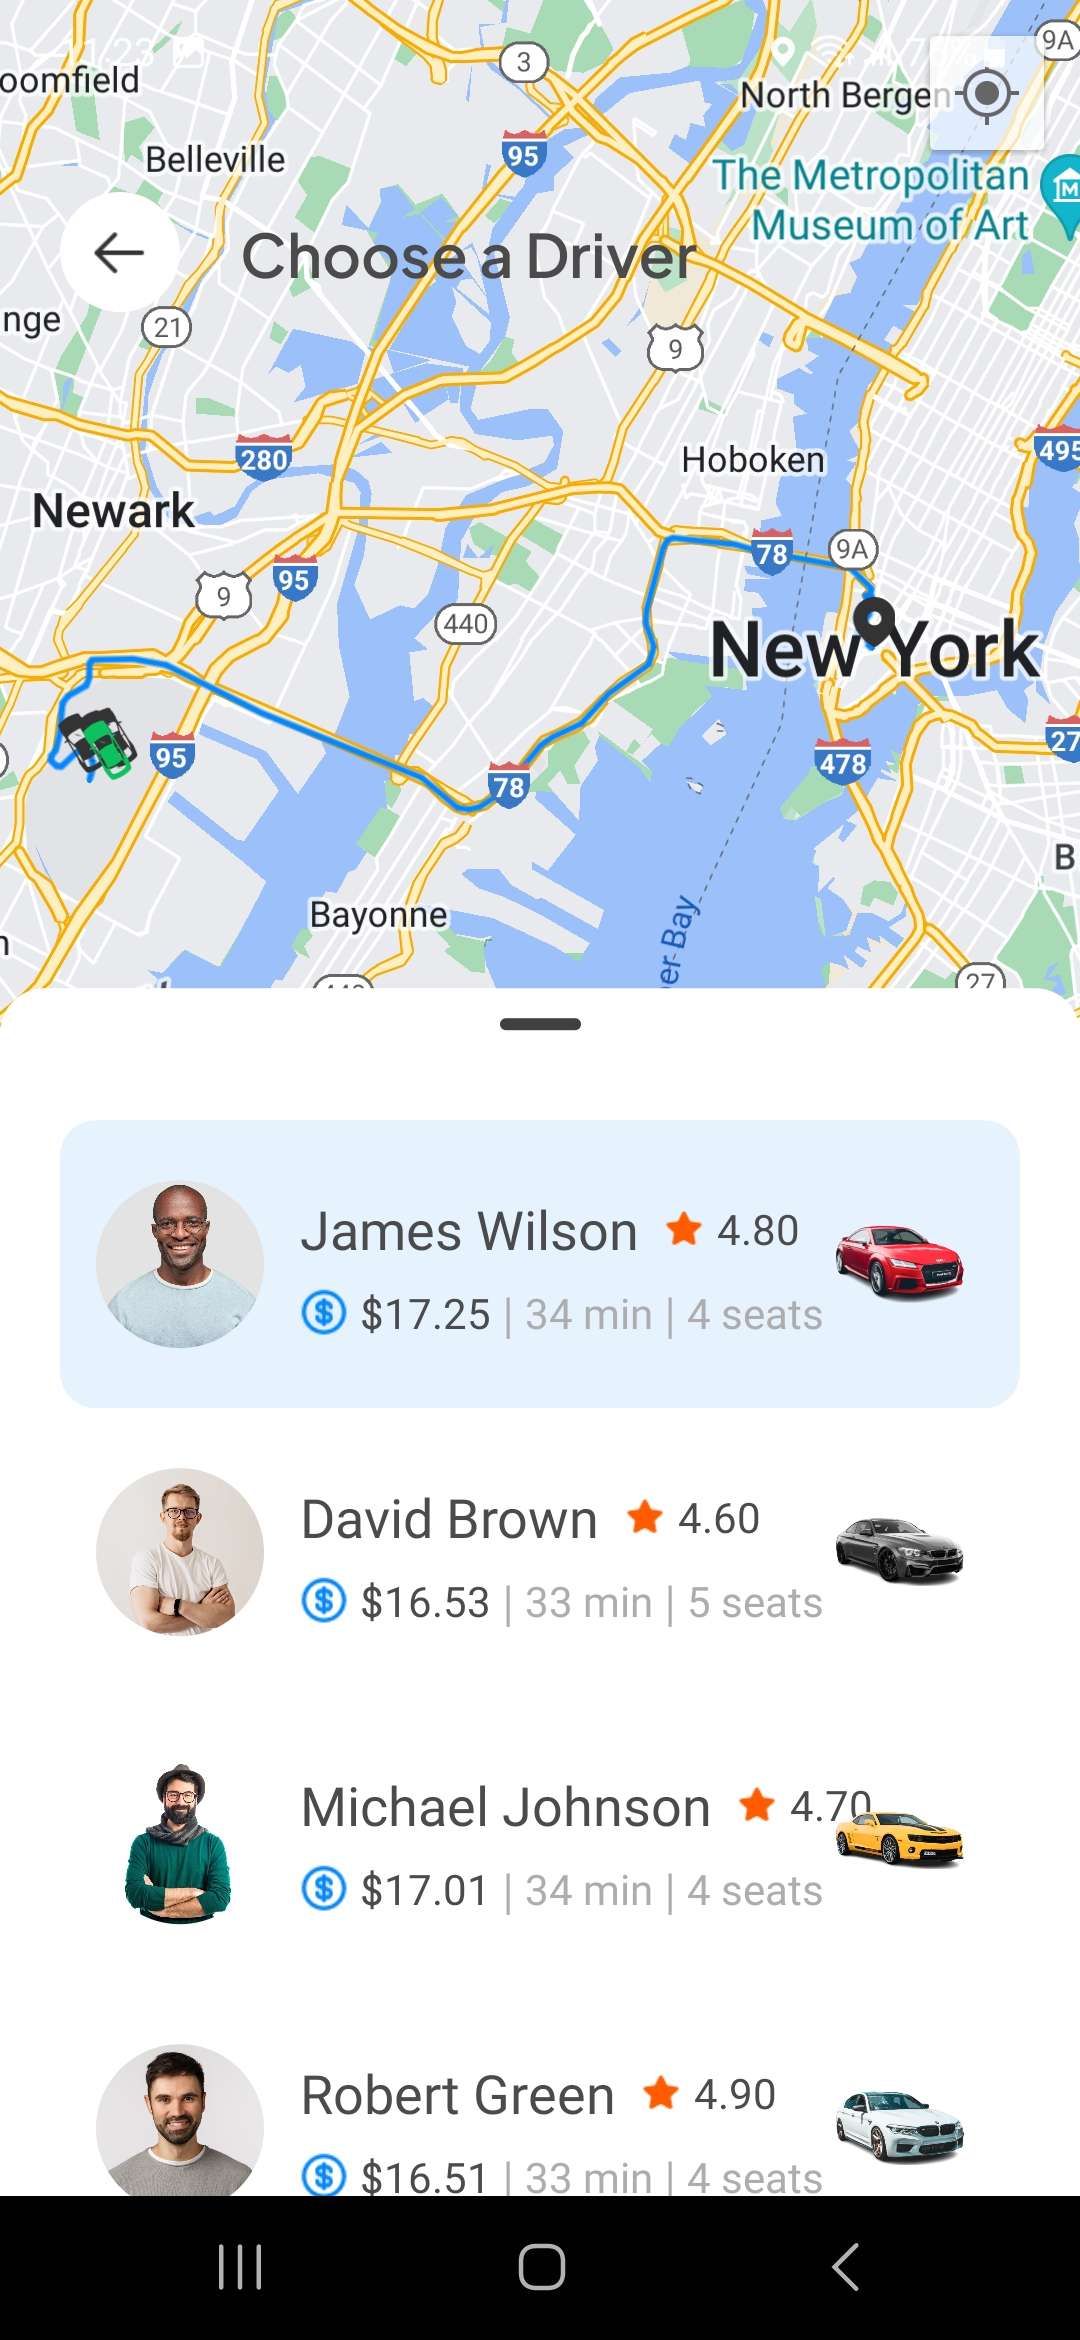 11:23
3
9A
oomfield
North Bergen
Belleville
95
The Metropolitan
Museum of Art
Choose a Driver
nge
21
9
280
495
Hoboken
Newark
78
9A
95
9
440
New York
95
78
478
27
B
Bayonne
er Bay
27
James Wilson 4.80
$17.25 | 34 min | 4 seats
David Brown 4.60
$16.53 | 33 min | 5 seats
Michael Johnson 4.70
$17.01 | 34 min | 4 seats
Robert Green 4.90
$16.51 | 33 min | 4 seats